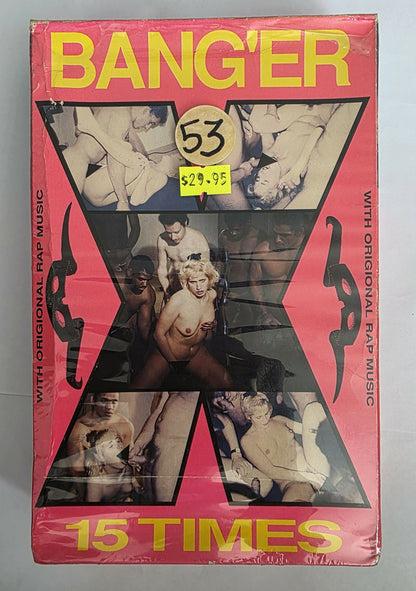 BANG'ER
53
$29.95
WITH ORIGIONAL RAP MUSIC
WITH ORIGIONAL RAP MUSIC
15 TIMES